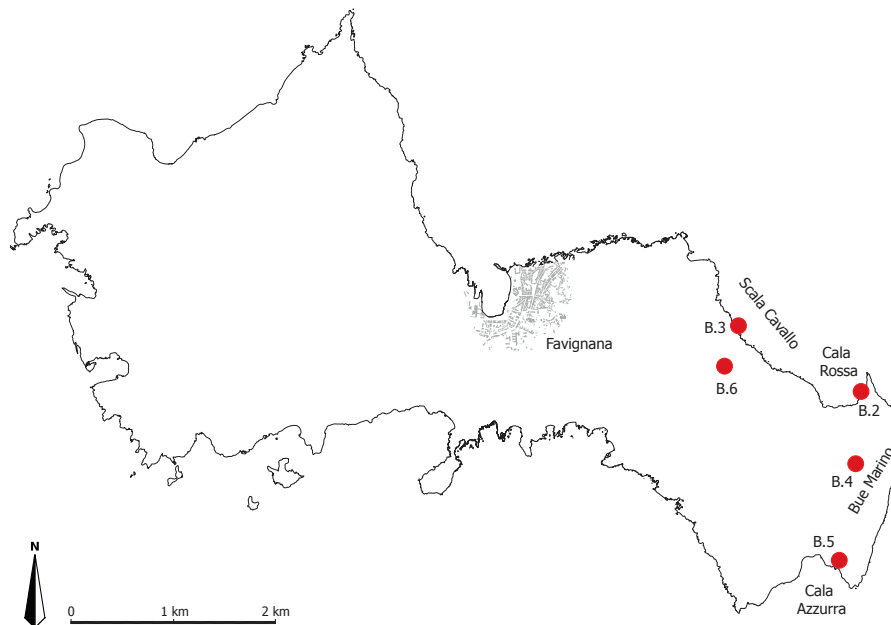 Scala Cavallo
B.3
Favignana
Cala
Rossa
B.6
B.2
Bue Marino
B.4
B.5
Cala
Azzurra
N
0
1 km
2 km